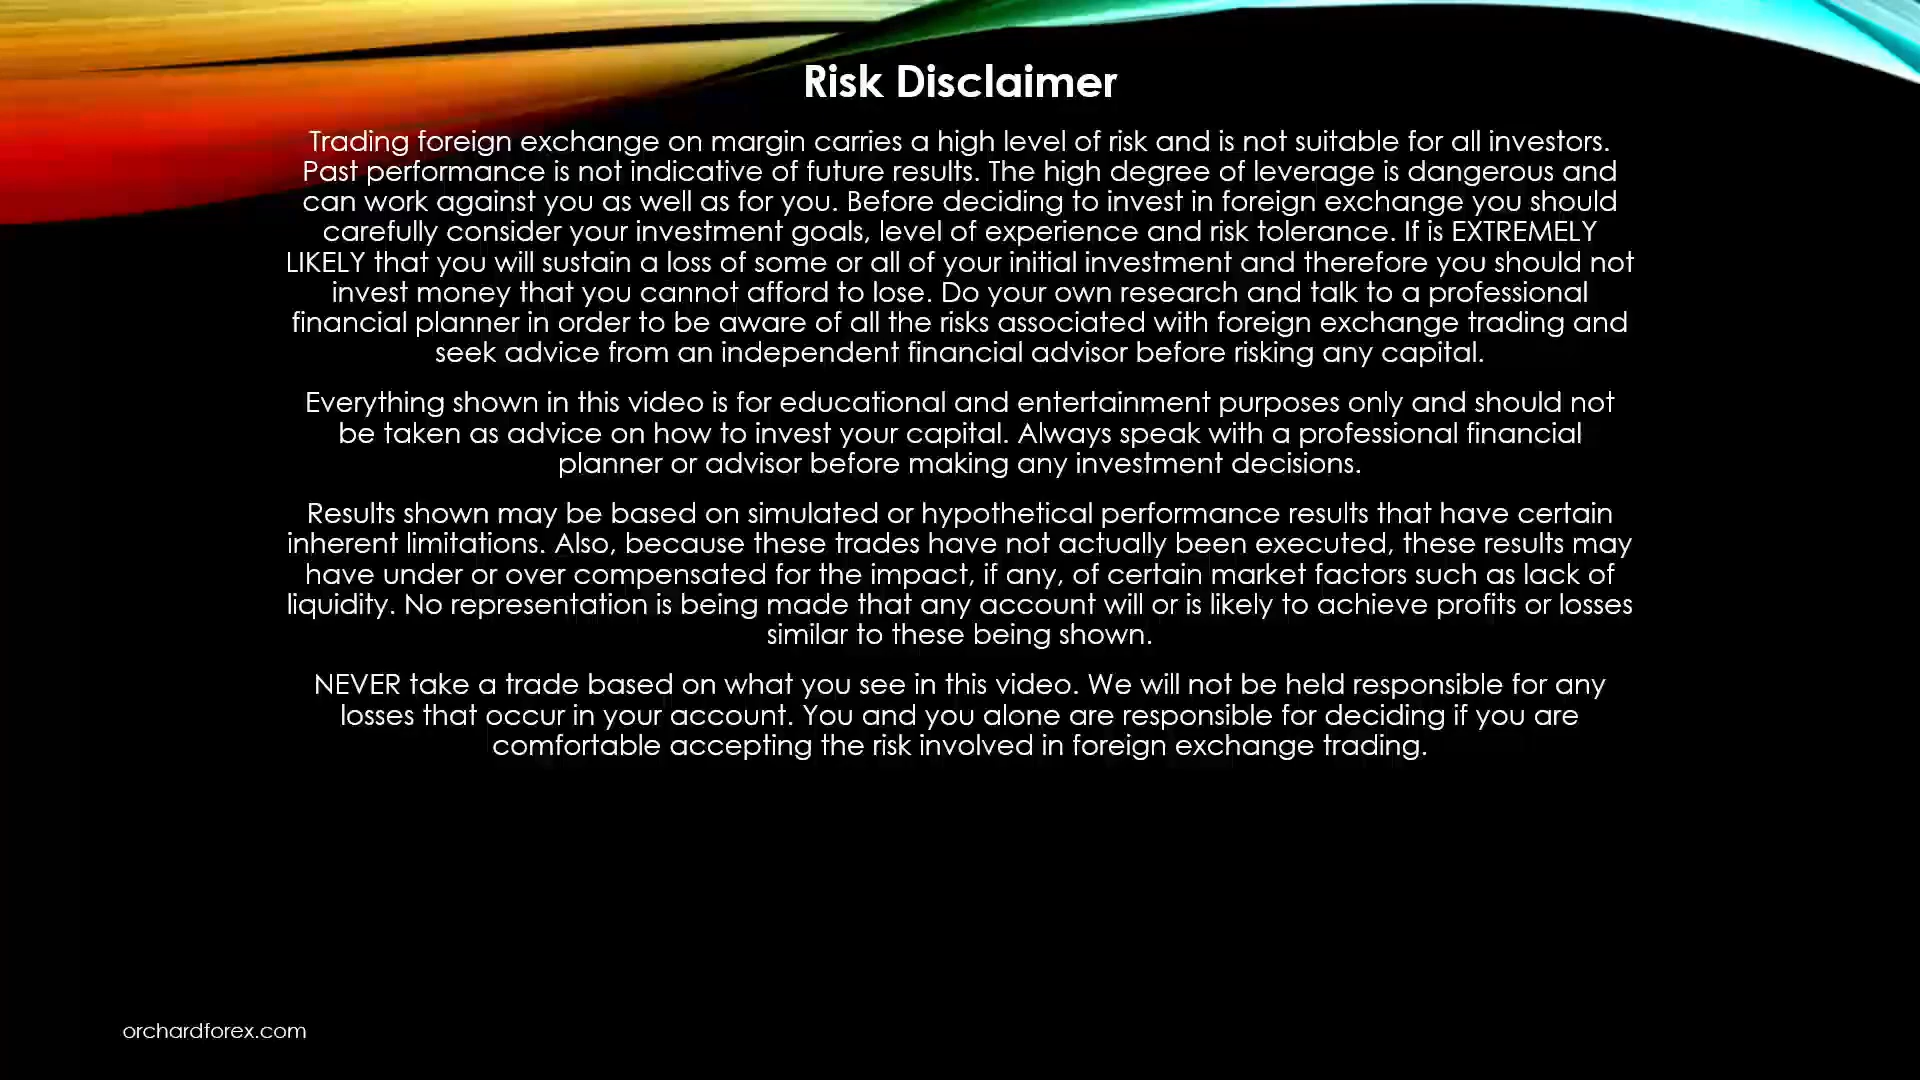 Risk Disclaimer
Trading foreign exchange on margin carries a high level of risk and is not suitable for all investors.
Past performance is not indicative of future results. The high degree of leverage is dangerous and
can work against you as well as for you. Before deciding to invest in foreign exchange you should
carefully consider your investment goals, level of experience and risk tolerance. If is EXTREMELY
LIKELY that you will sustain a loss of some or all of your initial investment and therefore you should not
invest money that you cannot afford to lose. Do your own research and talk to a professional
financial planner in order to be aware of all the risks associated with foreign exchange trading and
seek advice from an independent financial advisor before risking any capital.
Everything shown in this video is for educational and entertainment purposes only and should not
be taken as advice on how to invest your capital. Always speak with a professional financial
planner or advisor before making any investment decisions.
Results shown may be based on simulated or hypothetical performance results that have certain
inherent limitations. Also, because these trades have not actually been executed, these results may
have under or over compensated for the impact, if any, of certain market factors such as lack of
liquidity. No representation is being made that any account will or is likely to achieve profits or losses
similar to these being shown.
NEVER take a trade based on what you see in this video. We will not be held responsible for any
losses that occur in your account. You and you alone are responsible for deciding if you are
comfortable accepting the risk involved in foreign exchange trading.
orchardforex.com